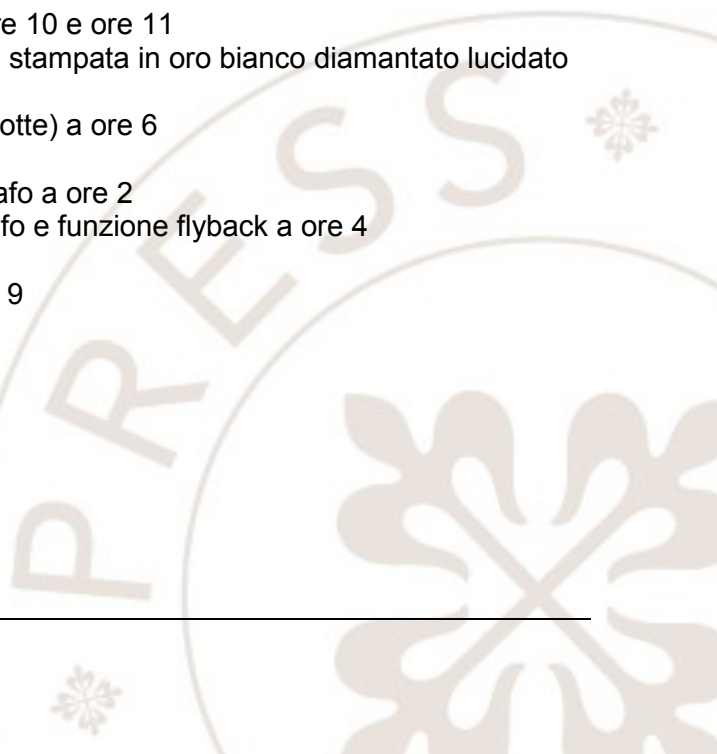 re 10 e ore 11
stampata in oro bianco diamantato lucidato
otte) a ore 6
afo a ore 2
fo e funzione flyback a ore 4
9
PRESS